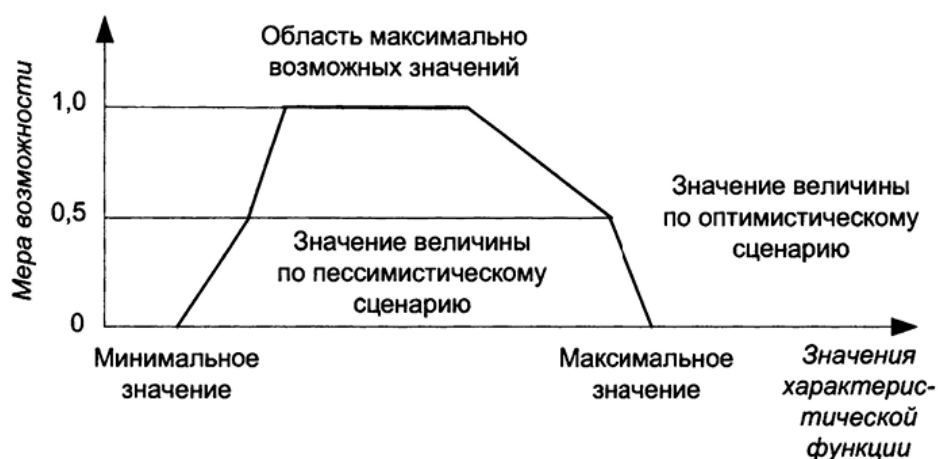 Область максимально
возможных значений
Мера возможности
1,0
0,5
0
Значение величины
по оптимистическому
сценарию
Значение величины
по пессимистическому
сценарию
Минимальное
значение
Максимальное
значение
Значения
характерис-
тической
функции